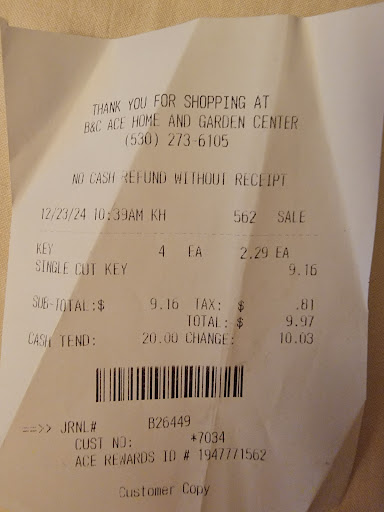 THANK YOU FOR SHOPPING AT
B&C ACE HOME AND GARDEN CENTER
(530) 273-6105
NO CASH REFUND WITHOUT RECEIPT
12/23/24 10:39AM KH 562 SALE
KEY 4 EA 2.29 EA
SINGLE CUT KEY 9.16
SUB-TOTAL:$ 9.16 TAX: $ .81
TOTAL: $ 9.97
CASH TEND: 20.00 CHANGE: 10.03
==>> JRNL# B26449
CUST NO: *7034
ACE REWARDS ID # 1947771562
Customer Copy